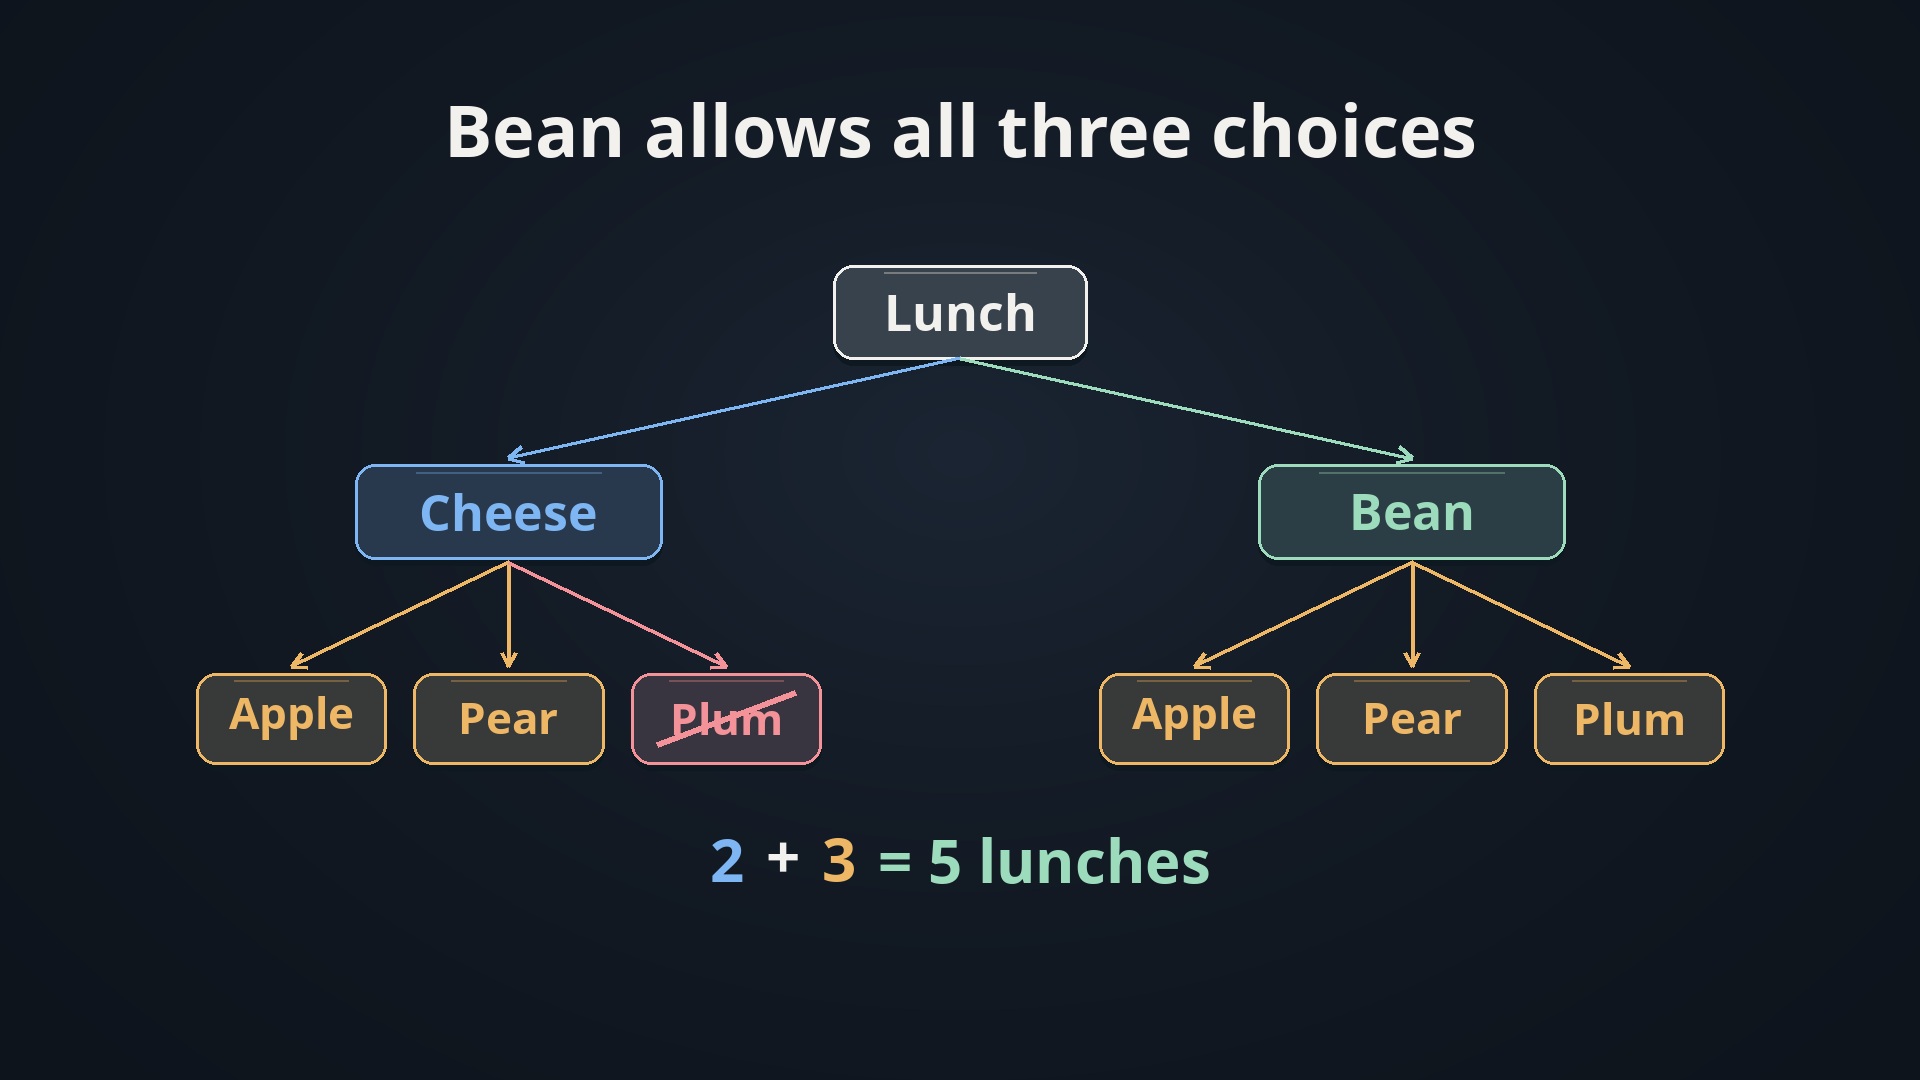 Bean allows all three choices
Lunch
Cheese
Bean
Apple
Pear
Plum
Apple
Pear
Plum
2 + 3 = 5 lunches